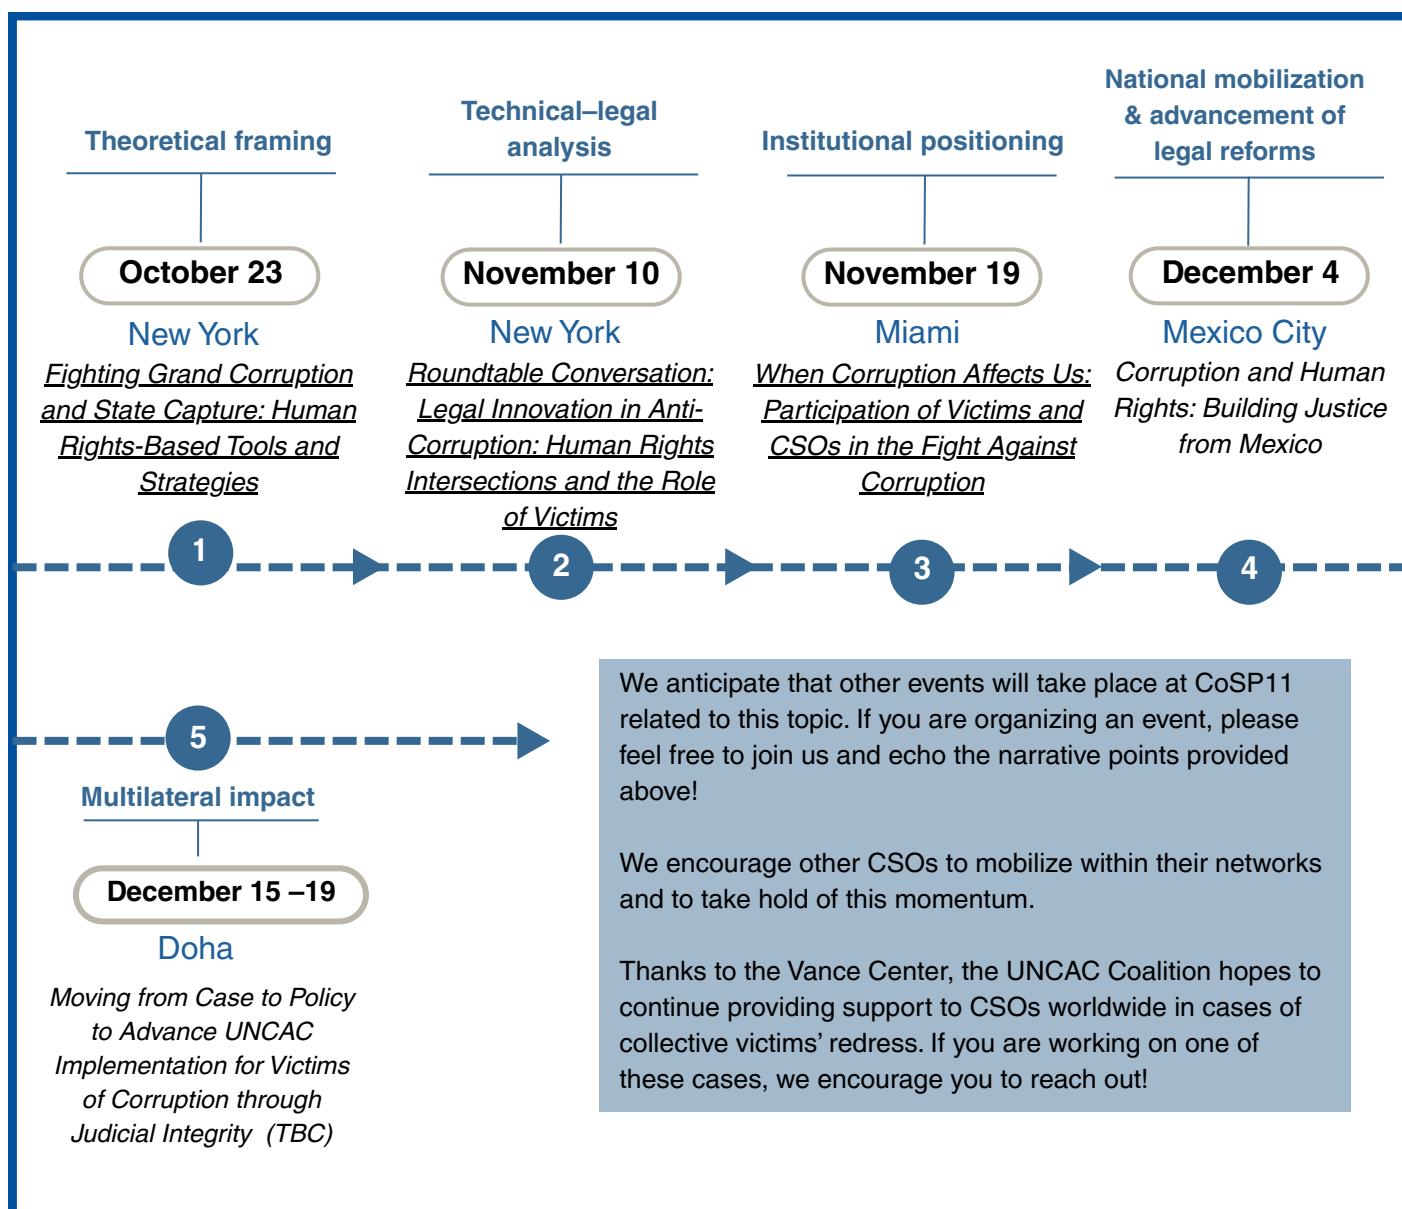 Theoretical framing
October 23
New York
Fighting Grand Corruption
and State Capture: Human
Rights-Based Tools and
Strategies
1
Technical–legal
analysis
November 10
New York
Roundtable Conversation:
Legal Innovation in Anti-
Corruption: Human Rights
Intersections and the Role
of Victims
2
Institutional positioning
November 19
Miami
When Corruption Affects Us:
Participation of Victims and
CSOs in the Fight Against
Corruption
3
National mobilization
& advancement of
legal reforms
December 4
Mexico City
Corruption and Human
Rights: Building Justice
from Mexico
4
5
Multilateral impact
December 15 –19
Doha
Moving from Case to Policy
to Advance UNCAC
Implementation for Victims
of Corruption through
Judicial Integrity (TBC)
We anticipate that other events will take place at CoSP11
related to this topic. If you are organizing an event, please
feel free to join us and echo the narrative points provided
above!
We encourage other CSOs to mobilize within their networks
and to take hold of this momentum.
Thanks to the Vance Center, the UNCAC Coalition hopes to
continue providing support to CSOs worldwide in cases of
collective victims’ redress. If you are working on one of
these cases, we encourage you to reach out!